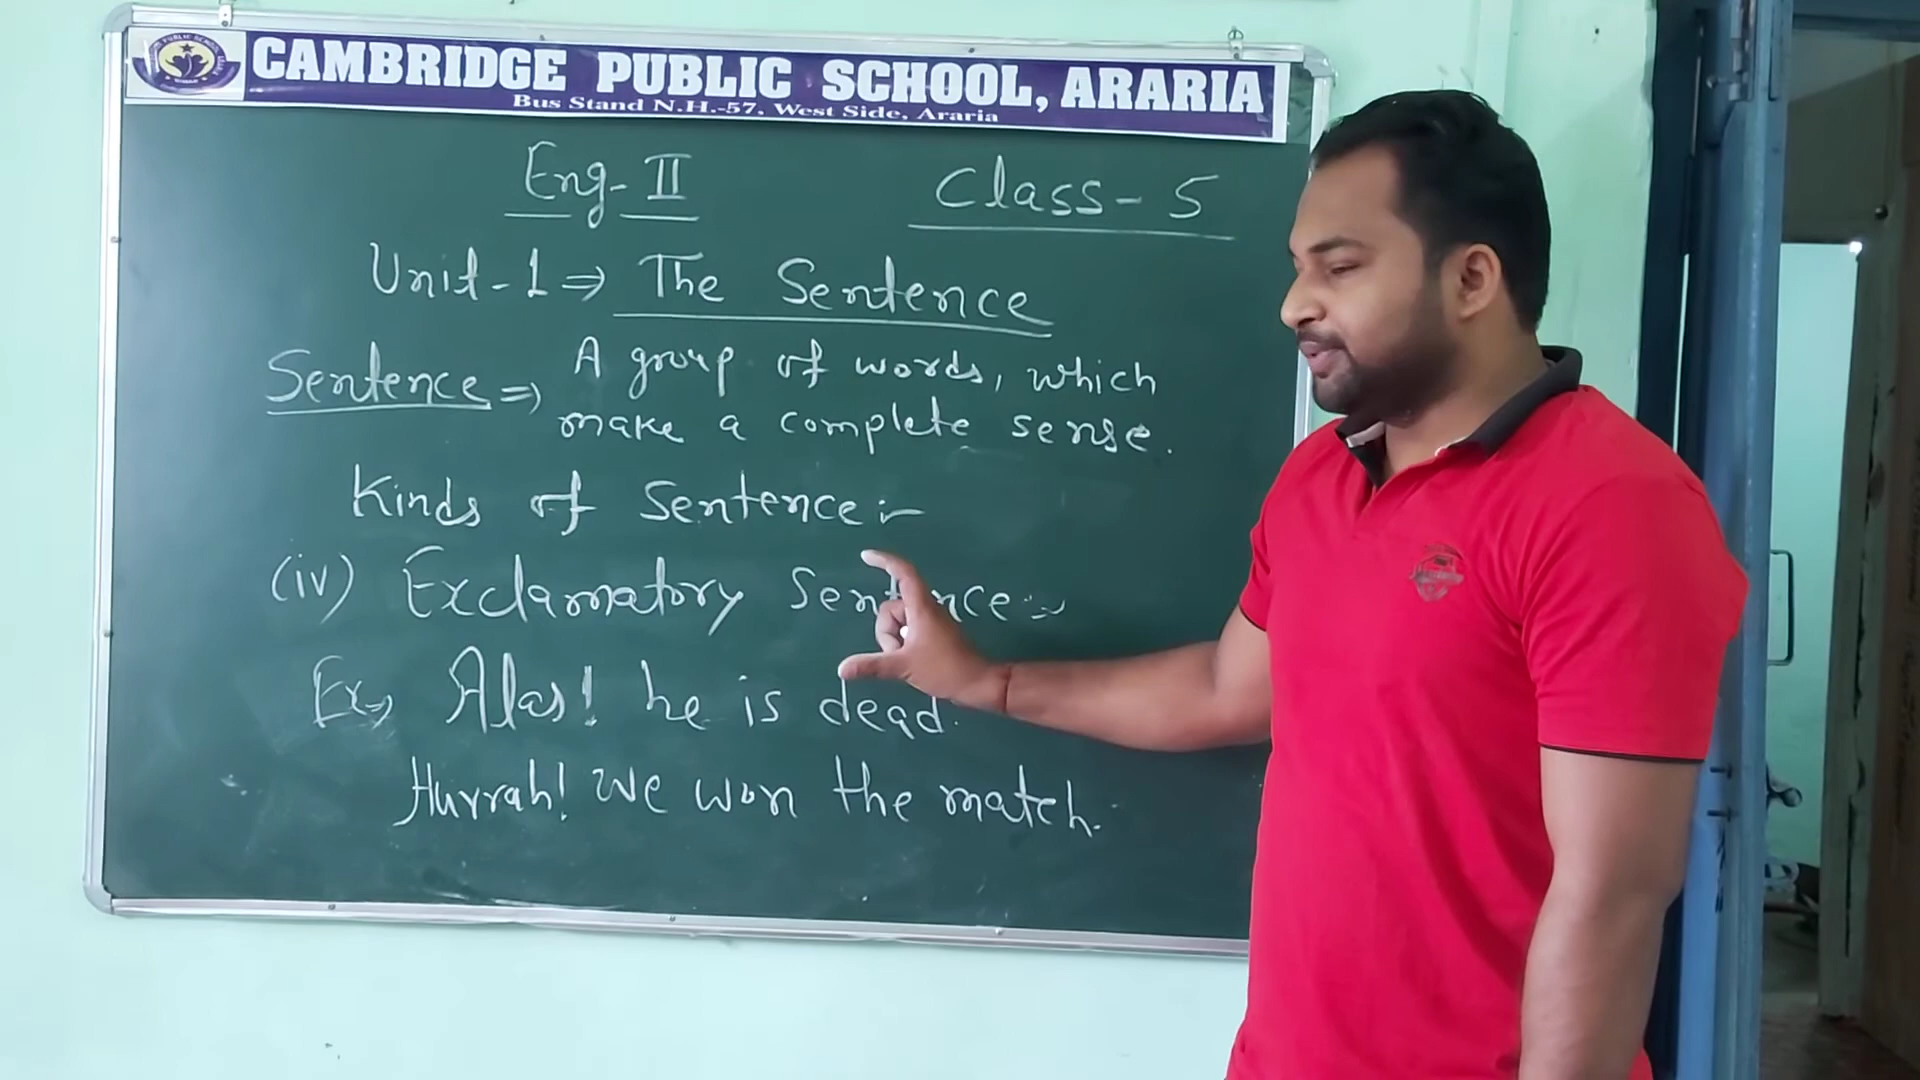 CAMBRIDGE PUBLIC SCHOOL, ARARIA
Bus Stand N.H.-57, West Side, Araria
Eng-II Class-5
Unit-1⇒ The Sentence
Sentence ⇒ A group of words, which
make a complete sense.
Kinds of Sentence:-
(iv) Exclamatory Sentence:-
Ex⇒ Alas! he is dead.
Hurrah! We won the match.